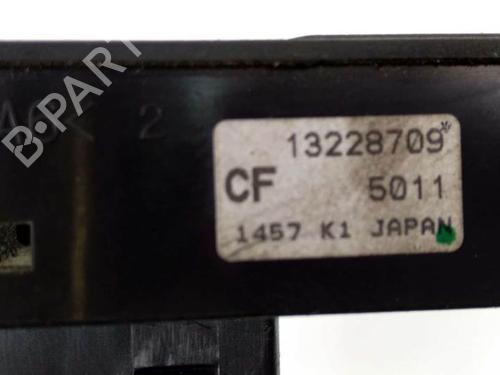 B-PARTS
2
13228709*
CF 5011
1457 K1 JAPAN